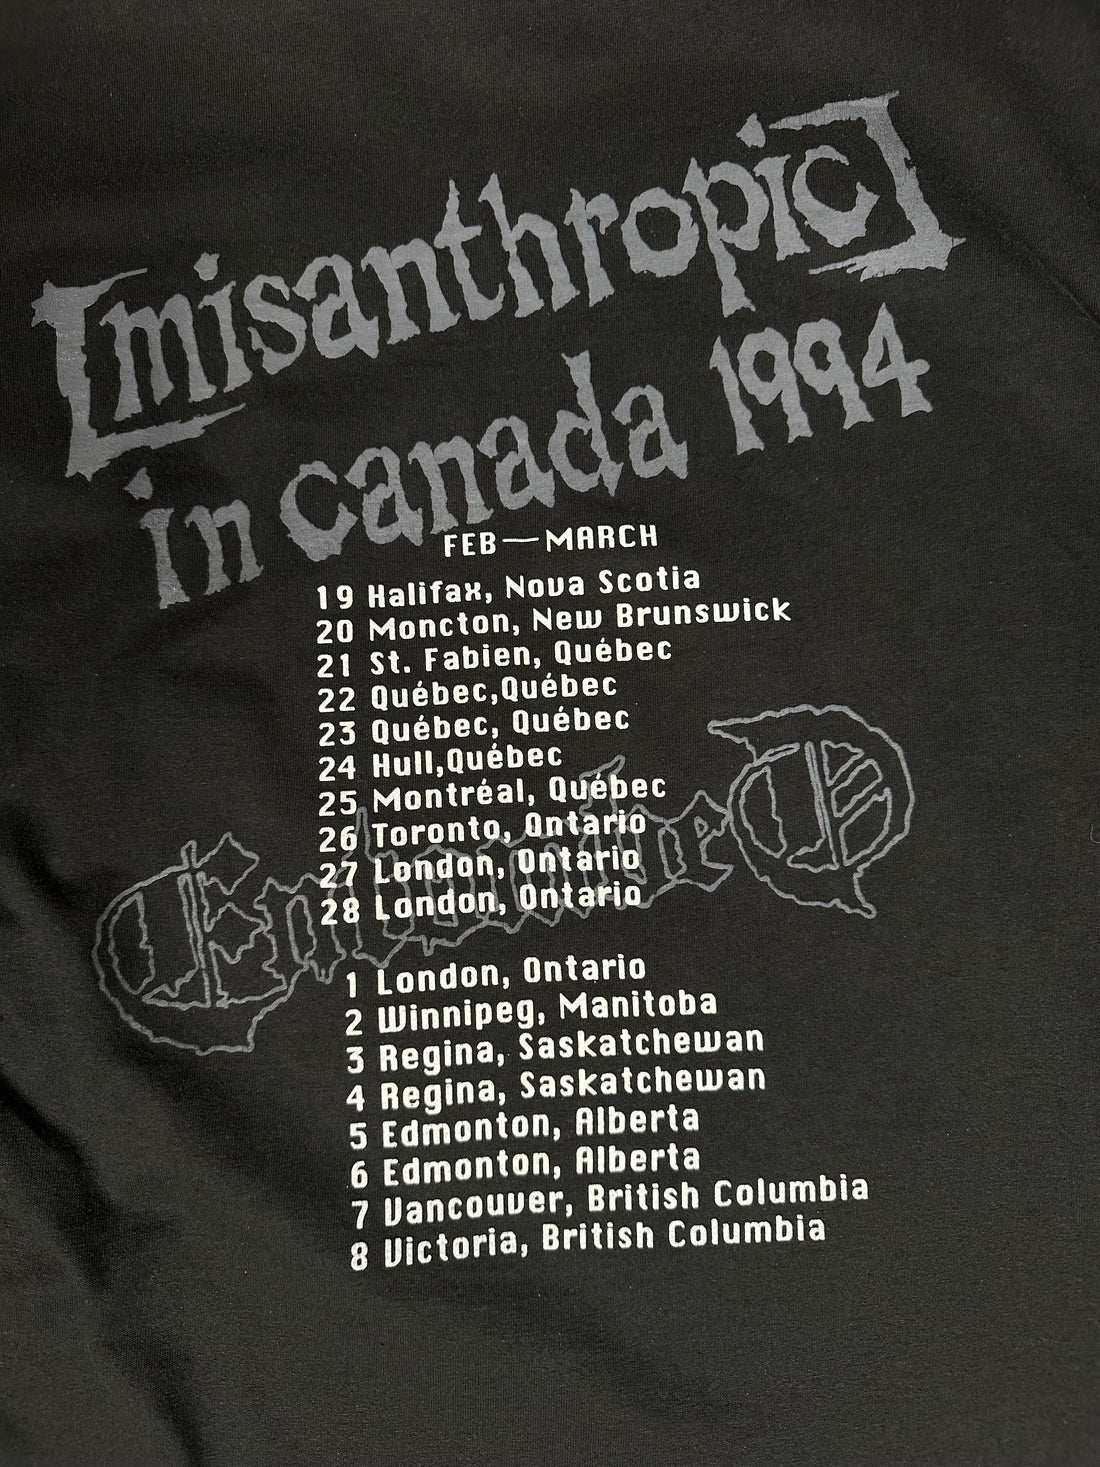 [misanthropic]
in canada 1994
FEB—MARCH
19 Halifax, Nova Scotia
20 Moncton, New Brunswick
21 St. Fabien, Québec
22 Québec,Québec
23 Québec, Québec
24 Hull,Québec
25 Montréal, Québec
26 Toronto, Ontario
27 London, Ontario
28 London, Ontario
Entombed
1 London, Ontario
2 Winnipeg, Manitoba
3 Regina, Saskatchewan
4 Regina, Saskatchewan
5 Edmonton, Alberta
6 Edmonton, Alberta
7 Vancouver, British Columbia
8 Victoria, British Columbia